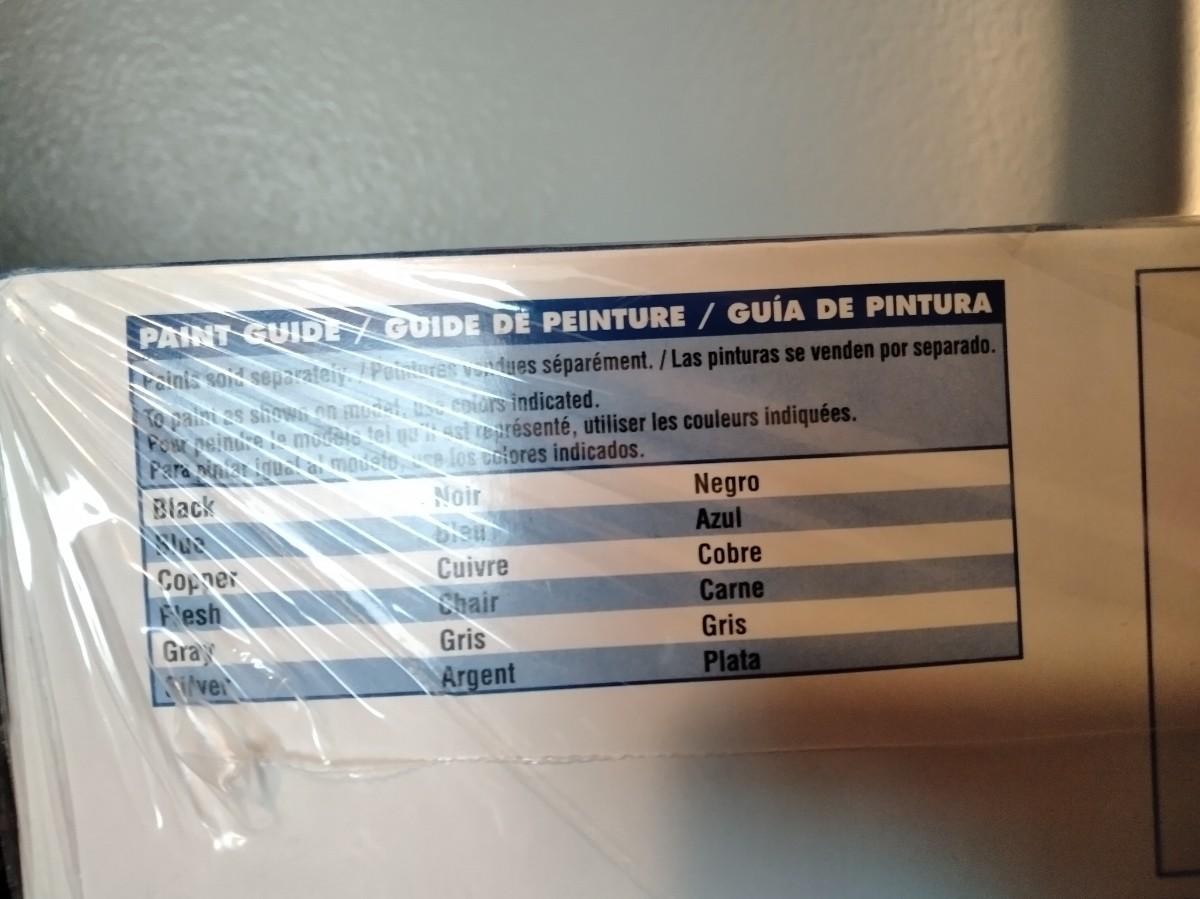 PAINT GUIDE / GUIDE DE PEINTURE / GUÍA DE PINTURA
Paints sold separately. / Peintures vendues séparément. / Las pinturas se venden por separado.
To paint as shown on model, use colors indicated.
Pour peindre le modèle tel qu'il est représenté, utiliser les couleurs indiquées.
Para pintar igual al modelo, use los colores indicados.
Black Noir Negro
Blue Bleu Azul
Copper Cuivre Cobre
Flesh Chair Carne
Gray Gris Gris
Silver Argent Plata